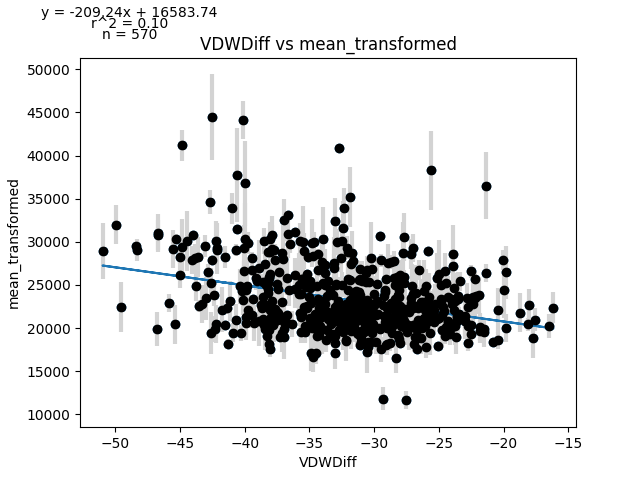 y = -209.24x + 16583.74
r^2 = 0.10
n = 570
VDWDiff vs mean_transformed
50000
45000
40000
35000
30000
25000
20000
15000
10000
mean_transformed
−50
−45
−40
−35
−30
−25
−20
−15
VDWDiff